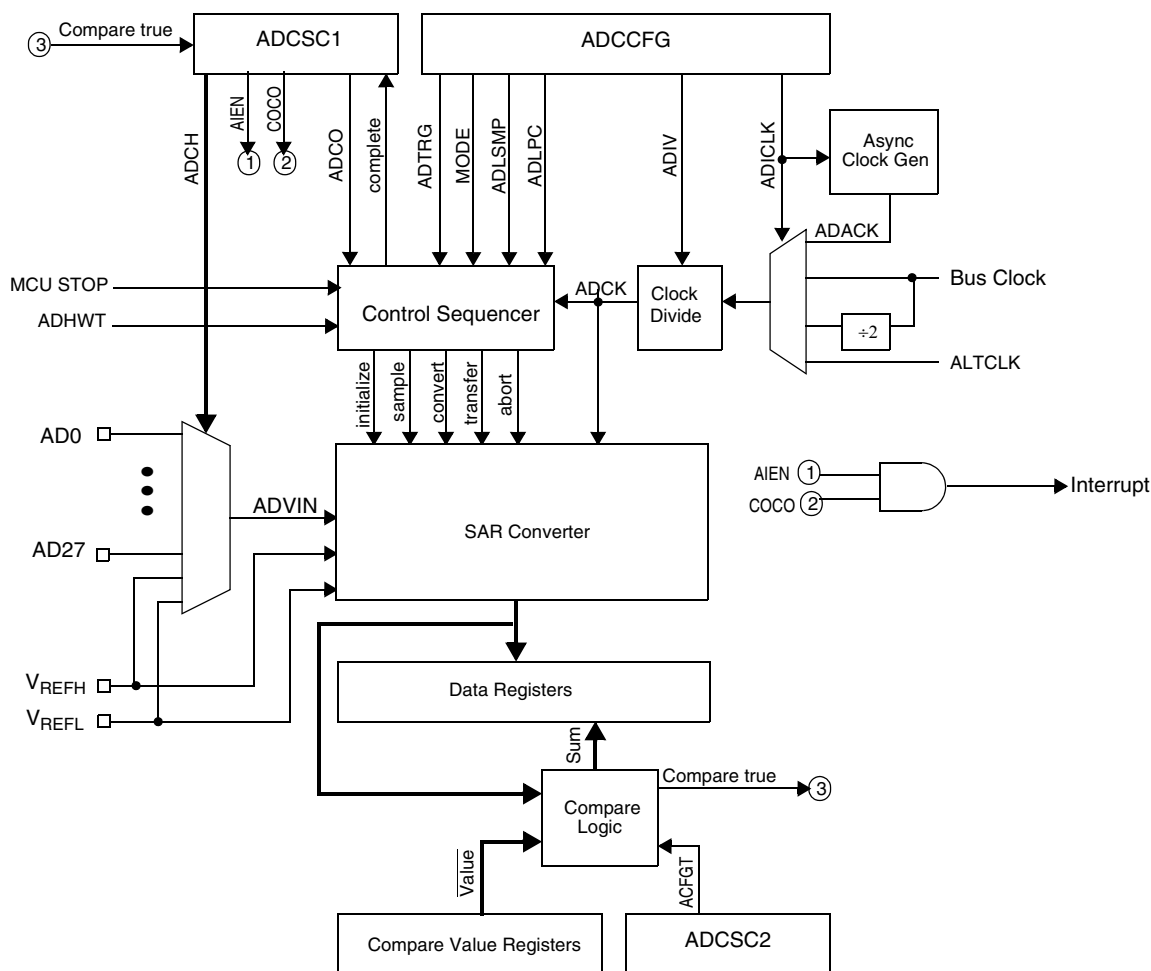 3
Compare true
ADCSC1
ADCCFG
ADCH
AIEN
COCO
ADCO
complete
ADTRG
MODE
ADLSMP
ADLPC
ADIV
ADICLK
Async
Clock Gen
1
2
ADACK
MCU STOP
ADHWT
Control Sequencer
ADCK
Clock
Divide
Bus Clock
÷2
ALTCLK
initialize
sample
convert
transfer
abort
AD0
AD27
ADVIN
SAR Converter
AIEN 1
COCO 2
Interrupt
VREFH
VREFL
Data Registers
Sum
Compare
Logic
Compare true
3
Value
ACFGT
Compare Value Registers
ADCSC2